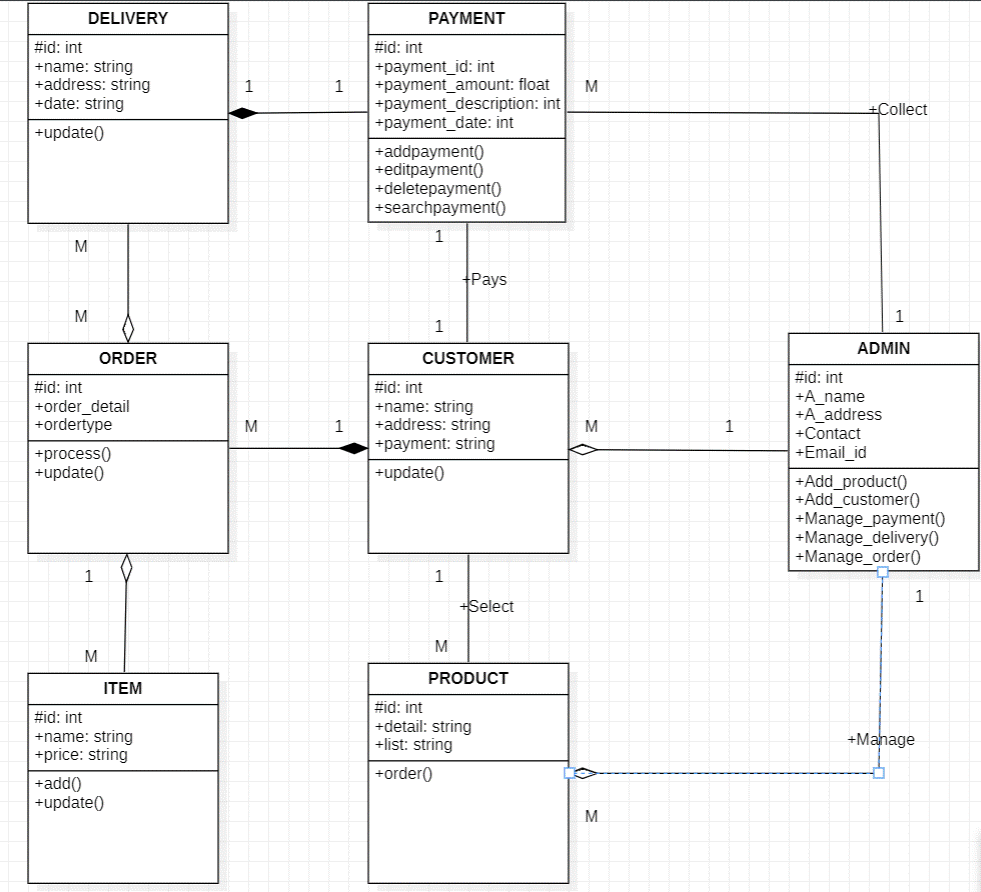 DELIVERY
#id: int
+name: string
+address: string
+date: string
+update()
1
1
PAYMENT
#id: int
+payment_id: int
+payment_amount: float
+payment_description: int
+payment_date: int
+addpayment()
+editpayment()
+deletepayment()
+searchpayment()
M
+Collect
1
M
M
1
+Pays
1
ORDER
#id: int
+order_detail
+ordertype
+process()
+update()
M
1
CUSTOMER
#id: int
+name: string
+address: string
+payment: string
+update()
M
1
ADMIN
#id: int
+A_name
+A_address
+Contact
+Email_id
+Add_product()
+Add_customer()
+Manage_payment()
+Manage_delivery()
+Manage_order()
1
1
M
1
+Select
M
ITEM
#id: int
+name: string
+price: string
+add()
+update()
PRODUCT
#id: int
+detail: string
+list: string
+order()
+Manage
M